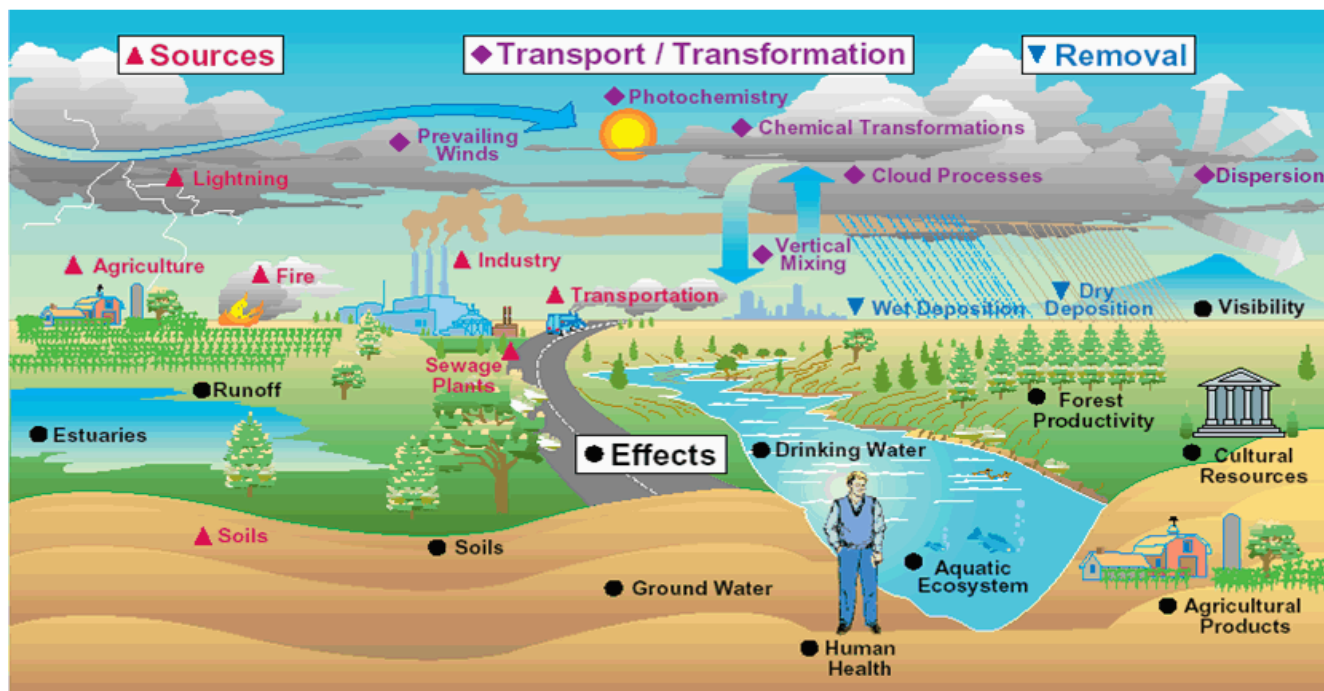 Sources
Transport / Transformation
Removal
Photochemistry
Prevailing
Winds
Chemical Transformations
Lightning
Cloud Processes
Dispersion
Vertical
Mixing
Agriculture
Fire
Industry
Transportation
Wet Deposition
Dry
Deposition
Visibility
Sewage
Plants
Runoff
Forest
Productivity
Estuaries
Effects
Drinking Water
Cultural
Resources
Soils
Soils
Aquatic
Ecosystem
Ground Water
Agricultural
Products
Human
Health